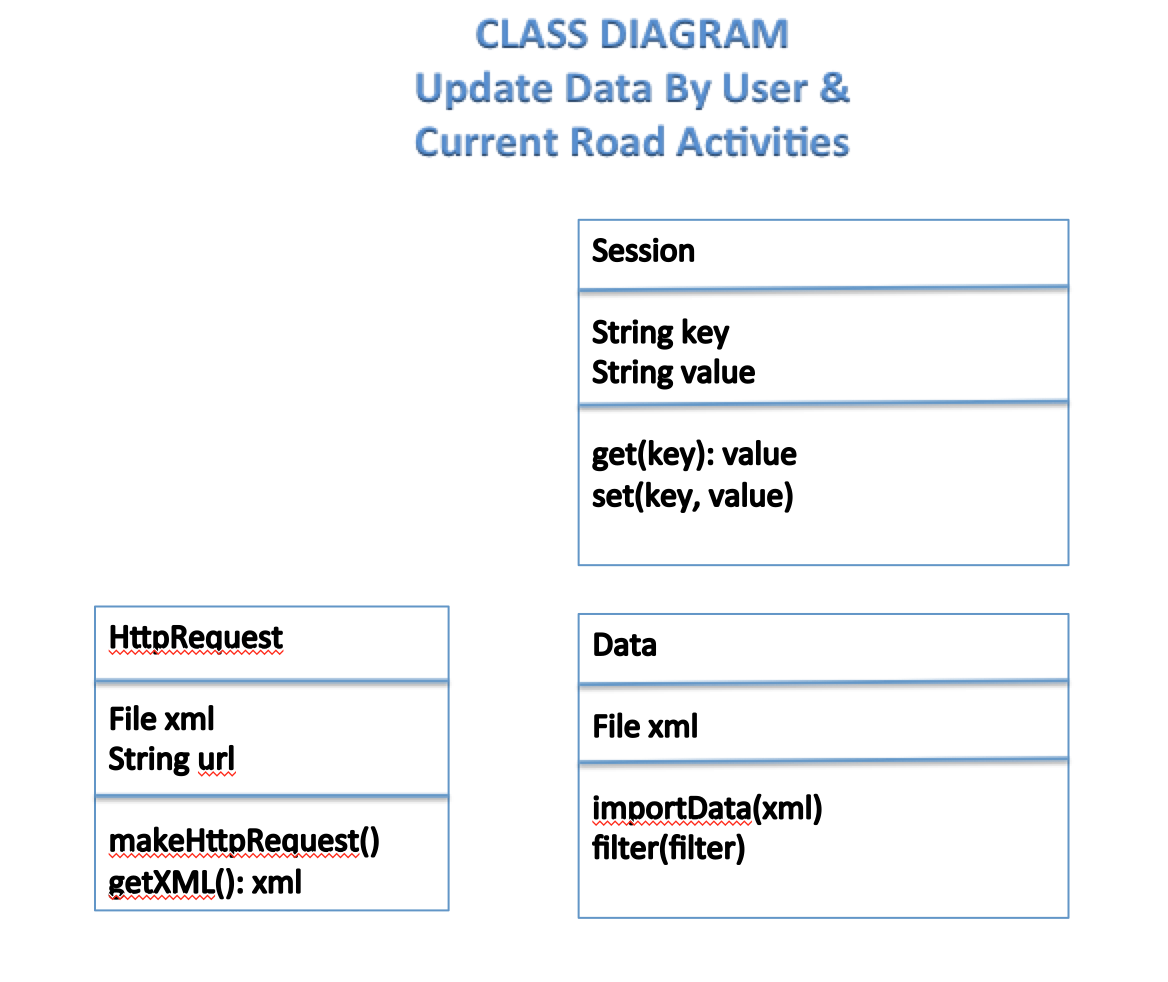 CLASS DIAGRAM
Update Data By User &
Current Road Activities
Session
String key
String value
get(key): value
set(key, value)
HttpRequest
File xml
String url
makeHttpRequest()
getXML(): xml
Data
File xml
importData(xml)
filter(filter)